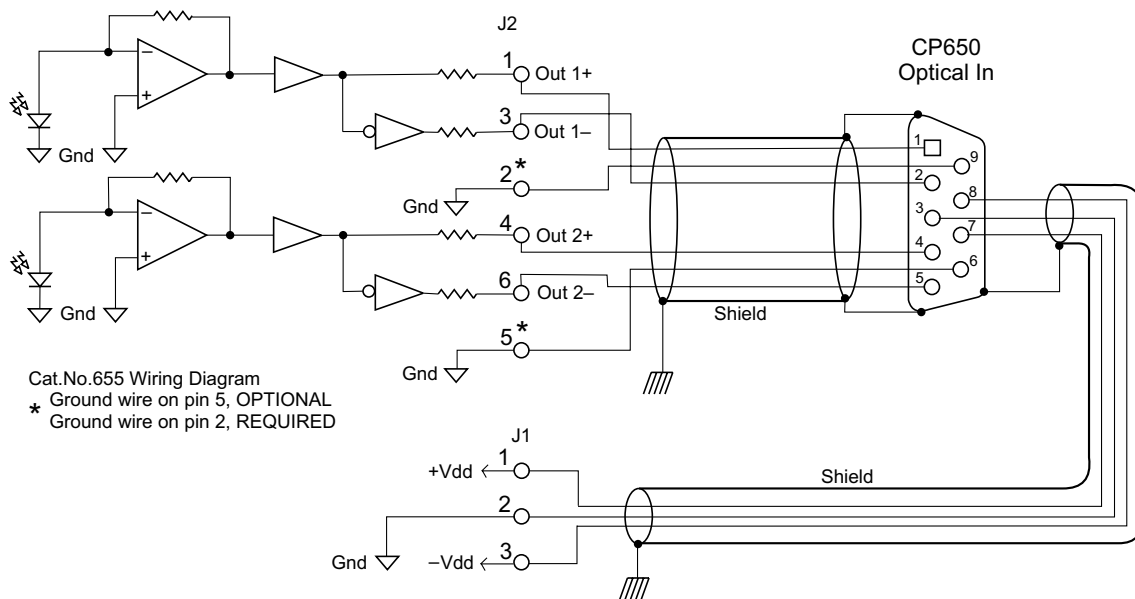 J2
CP650
Optical In
1 Out 1+
3 Out 1–
Gnd
2*
Gnd
4 Out 2+
6 Out 2–
Gnd
5*
Gnd
1
2
3
4
5
9
8
7
6
Shield
Cat.No.655 Wiring Diagram
* Ground wire on pin 5, OPTIONAL
Ground wire on pin 2, REQUIRED
J1
+Vdd 1
2
Gnd
–Vdd 3
Shield
− 
+
−
+